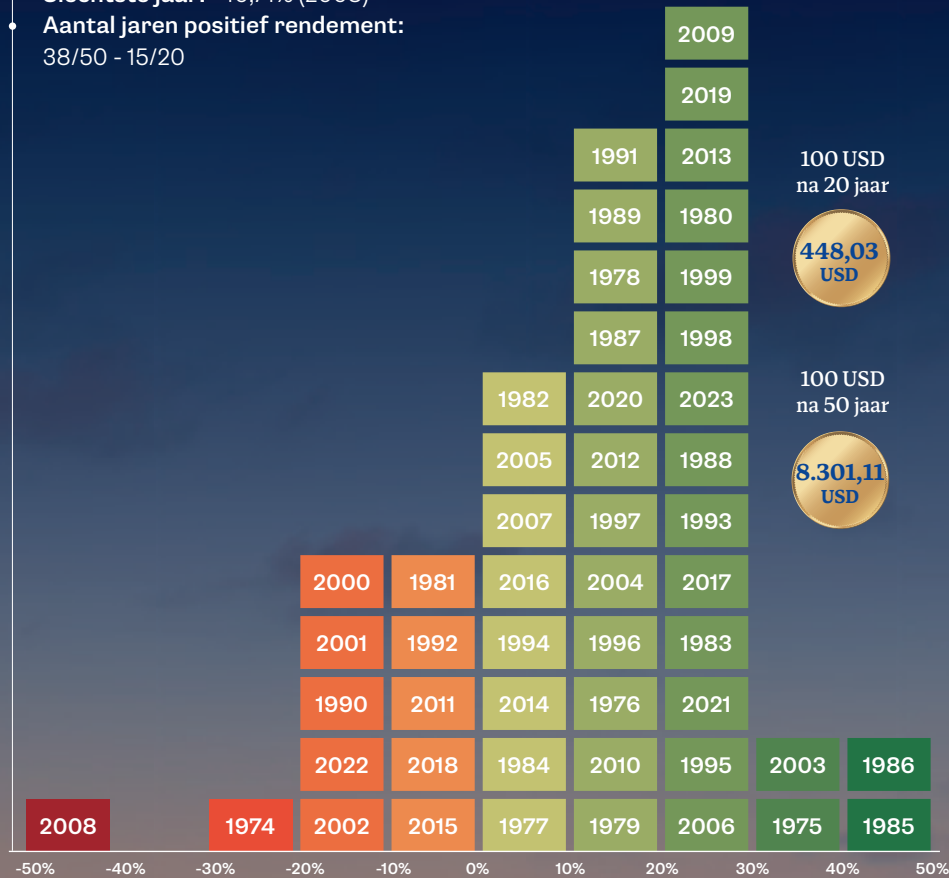 Slechtste jaar: (2008)
• Aantal jaren positief rendement:
38/50 - 15/20
2009
2019
1991 2013
1989 1980
1978 1999
1987 1998
1982 2020 2023
2005 2012 1988
2007 1997 1993
2000 1981 2016 2004 2017
2001 1992 1994 1996 1983
1990 2011 2014 1976 2021
2022 2018 1984 2010 1995 2003 1986
2008 1974 2002 2015 1977 1979 2006 1975 1985
-50% -40% -30% -20% -10% 0% 10% 20% 30% 40% 50%
100 USD
na 20 jaar
448,03
USD
100 USD
na 50 jaar
8.301,11
USD